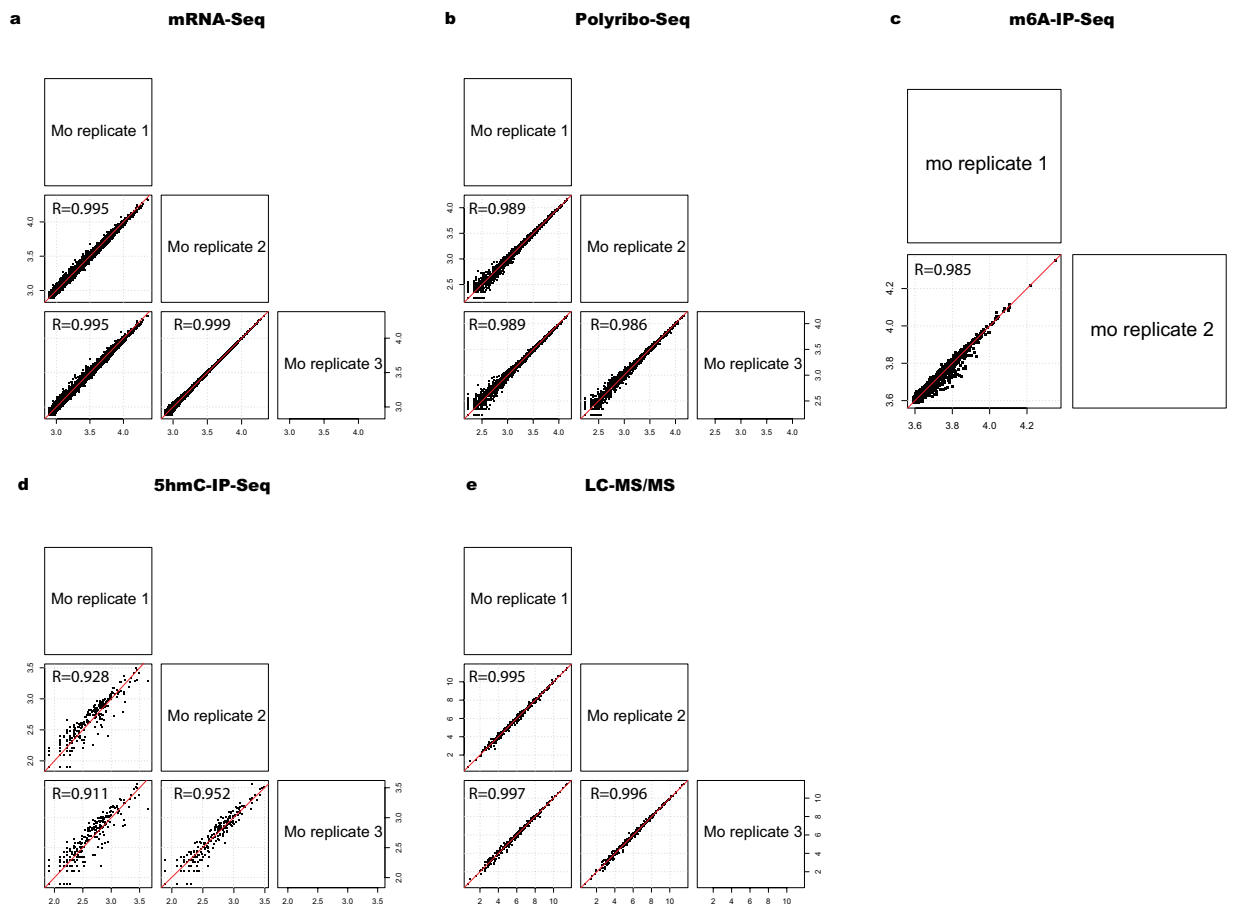 a mRNA-Seq
Mo replicate 1
R=0.995
4.0
3.5
3.0
Mo replicate 2
R=0.995
R=0.999
Mo replicate 3
4.0
3.5
3.0
3.0 3.5 4.0
3.0 3.5 4.0
3.0 3.5 4.0
b Polyribo-Seq
Mo replicate 1
R=0.989
4.0
3.5
3.0
2.5
Mo replicate 2
R=0.989
R=0.986
Mo replicate 3
4.0
3.5
3.0
2.5
2.5 3.0 3.5 4.0
2.5 3.0 3.5 4.0
2.5 3.0 3.5 4.0
c m6A-IP-Seq
mo replicate 1
R=0.985
4.2
4.0
3.8
3.6
mo replicate 2
3.6 3.8 4.0 4.2
d 5hmC-IP-Seq
Mo replicate 1
R=0.928
3.5
3.0
2.5
2.0
Mo replicate 2
R=0.911
R=0.952
Mo replicate 3
3.5
3.0
2.5
2.0
2.0 2.5 3.0 3.5
2.0 2.5 3.0 3.5
2.0 2.5 3.0 3.5
e LC-MS/MS
Mo replicate 1
R=0.995
10
8
6
4
2
Mo replicate 2
R=0.997
R=0.996
Mo replicate 3
10
8
6
4
2
2 4 6 8 10
2 4 6 8 10
2 4 6 8 10